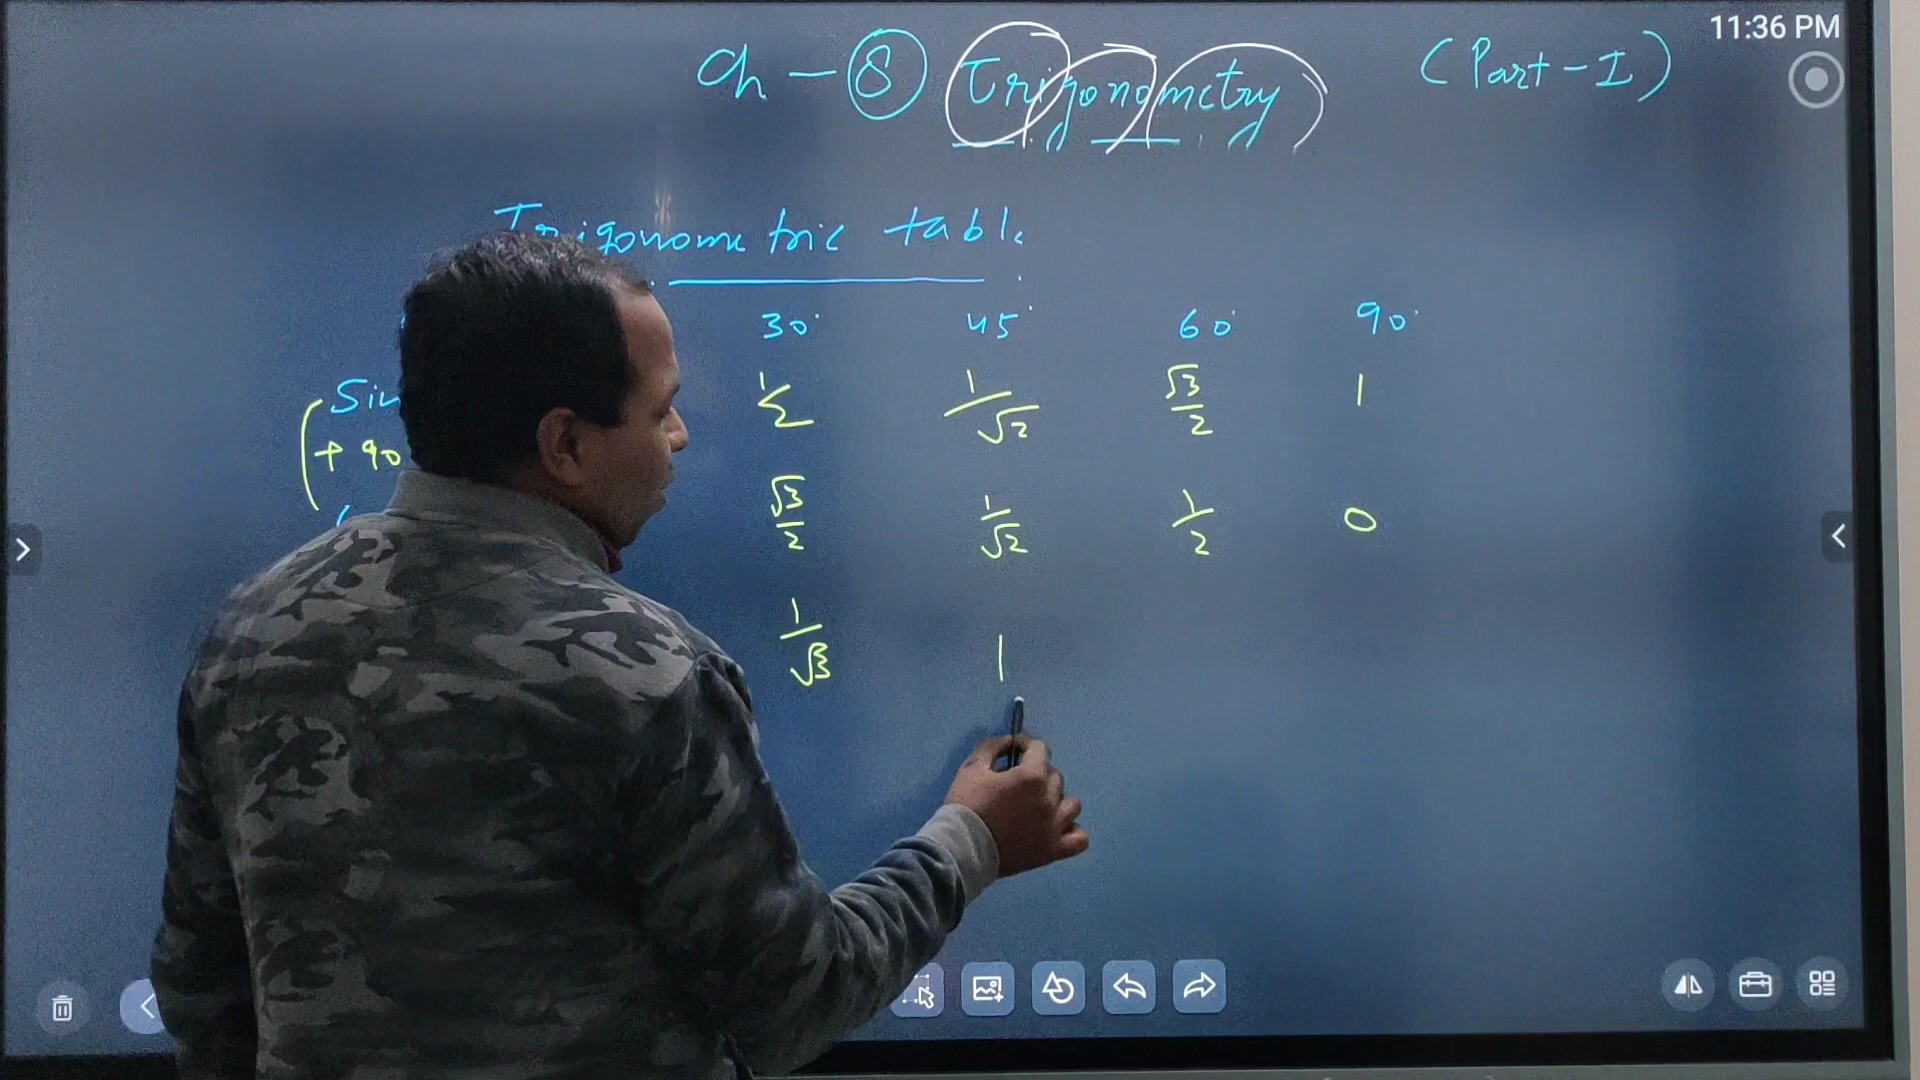 11:36 PM
Ch - 8 Trigonometry (Part - I)
Trigonometric table
30° 45° 60° 90°
Sin 1/2 1/√2 √3/2 1
+ 90
√3/2 1/√2 1/2 0
1/√3 1